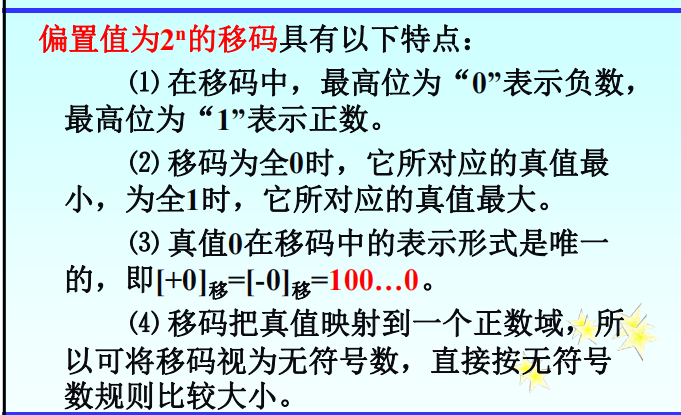 偏置值为2ⁿ的移码具有以下特点：
⑴ 在移码中，最高位为“0”表示负数，
最高位为“1”表示正数。
⑵ 移码为全0时，它所对应的真值最
小，为全1时，它所对应的真值最大。
⑶ 真值0在移码中的表示形式是唯一
的，即[+0]移=[-0]移=100…0。
⑷ 移码把真值映射到一个正数域，所
以可将移码视为无符号数，直接按无符号
数规则比较大小。